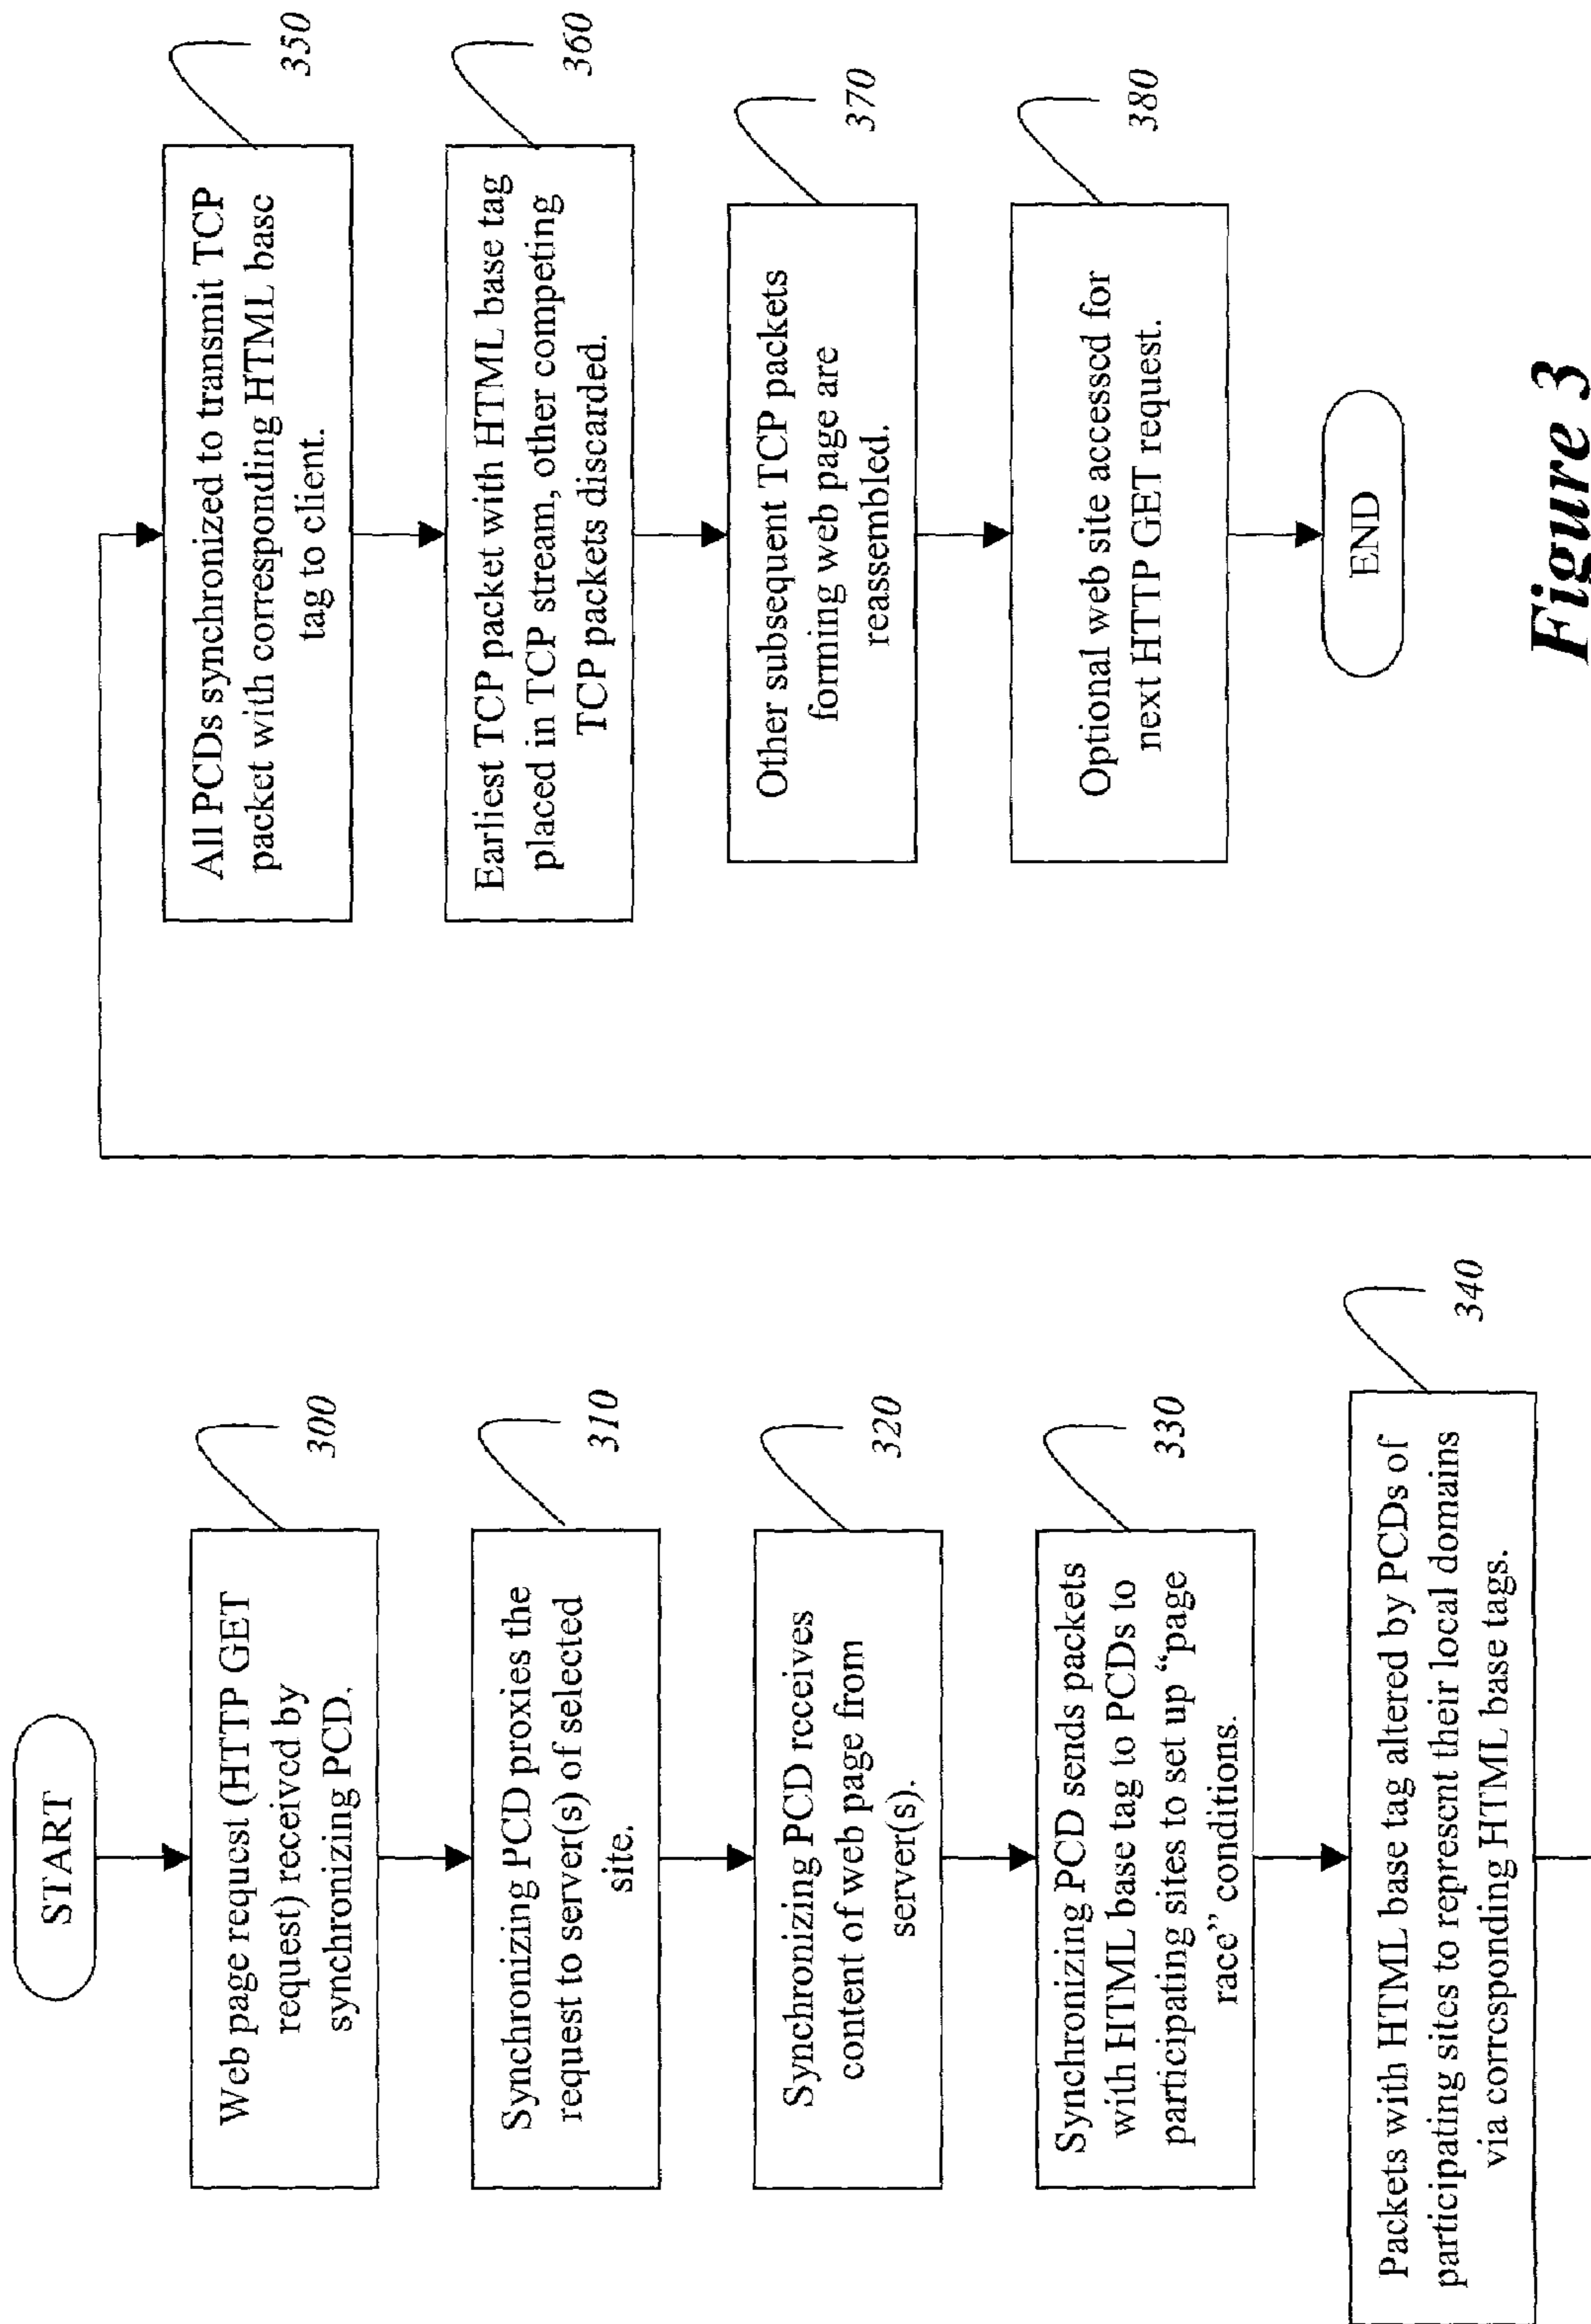 START
Web page request (HTTP GET
request) received by
synchronizing PCD.
300
Synchronizing PCD proxies the
request to server(s) of selected
site.
310
Synchronizing PCD receives
content of web page from
server(s).
320
Synchronizing PCD sends packets
with HTML base tag to PCDs to
participating sites to set up “page
race” conditions.
330
Packets with HTML base tag altered by PCDs of
participating sites to represent their local domains
via corresponding HTML base tags.
340
All PCDs synchronized to transmit TCP
packet with corresponding HTML base
tag to client.
350
Earliest TCP packet with HTML base tag
placed in TCP stream, other competing
TCP packets discarded.
360
Other subsequent TCP packets
forming web page are
reassembled.
370
Optional web site accessed for
next HTTP GET request.
380
END
Figure 3